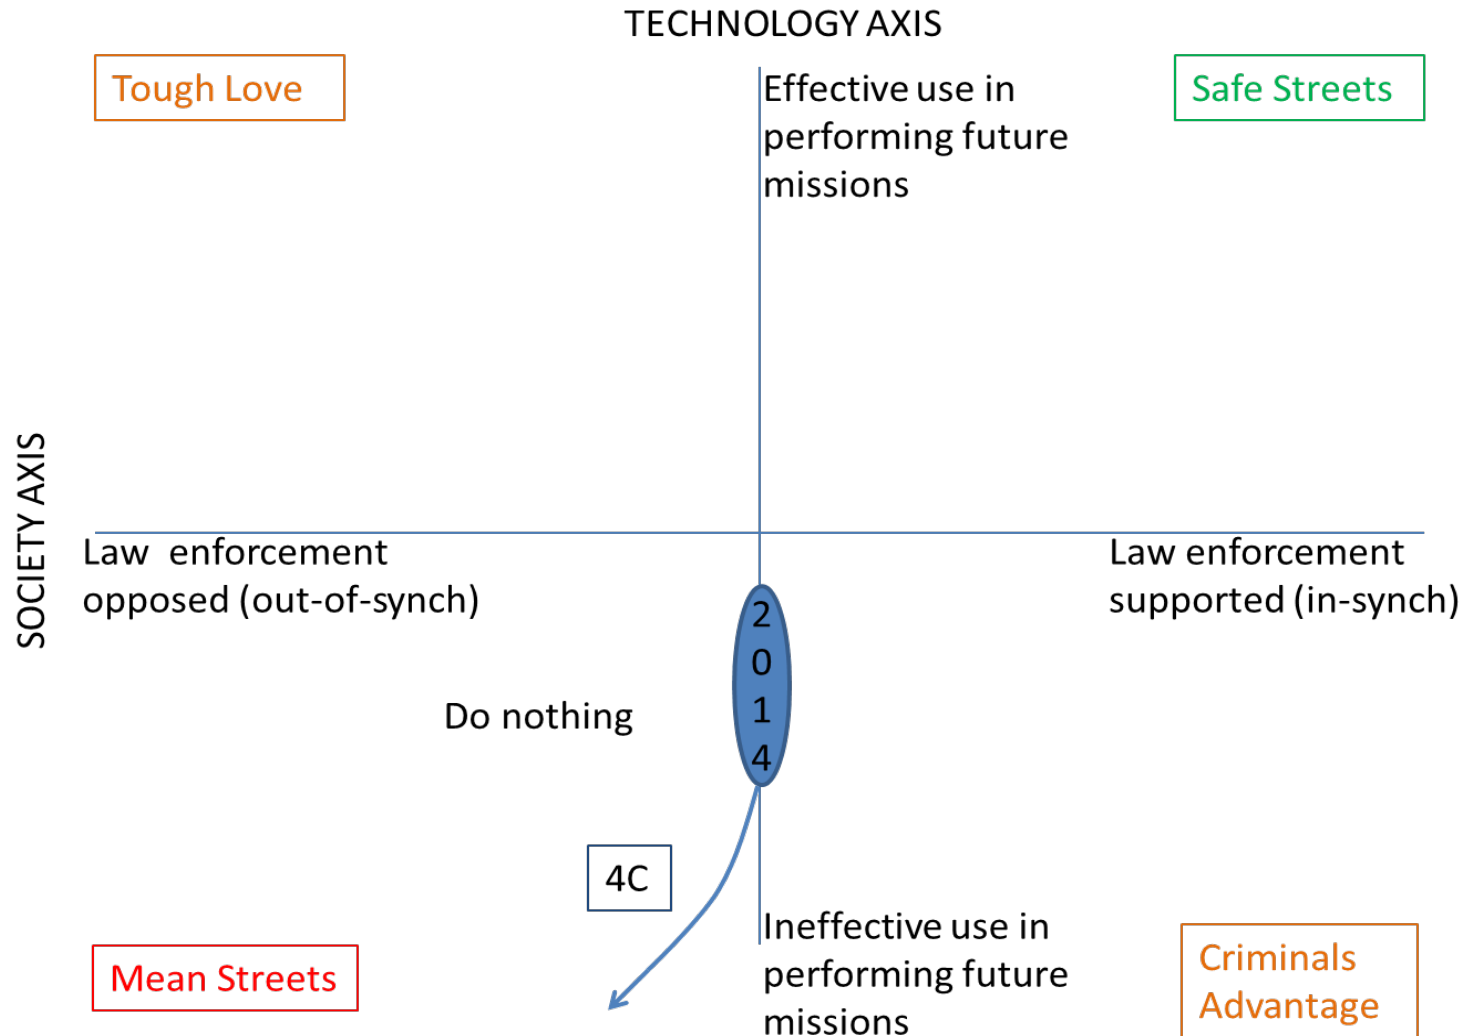 TECHNOLOGY AXIS
Tough Love
Effective use in
performing future
missions
Safe Streets
SOCIETY AXIS
Law  enforcement
opposed (out-of-synch)
Law enforcement
supported (in-synch)
2
0
1
4
Do nothing
4C
Mean Streets
Ineffective use in
performing future
missions
Criminals
Advantage